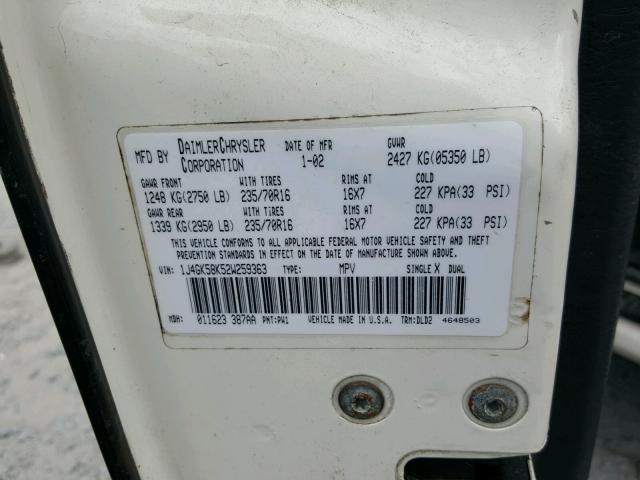 MFD BY DAIMLERCHRYSLER CORPORATION DATE OF MFR 1-02 GVWR 2427 KG(05350 LB)
GAWR FRONT WITH TIRES RIMS AT COLD
1248 KG(2750 LB) 235/70R16 16X7 227 KPA(33 PSI)
GAWR REAR WITH TIRES RIMS AT COLD
1339 KG(2950 LB) 235/70R16 16X7 227 KPA(33 PSI)
THIS VEHICLE CONFORMS TO ALL APPLICABLE FEDERAL MOTOR VEHICLE SAFETY AND THEFT
PREVENTION STANDARDS IN EFFECT ON THE DATE OF MANUFACTURE SHOWN ABOVE.
VIN: 1J4GK58K52W259363 TYPE: MPV SINGLE X DUAL
MDH: 011623 387AA PNT:PW1 VEHICLE MADE IN U.S.A. TRM:DLD2 4648503